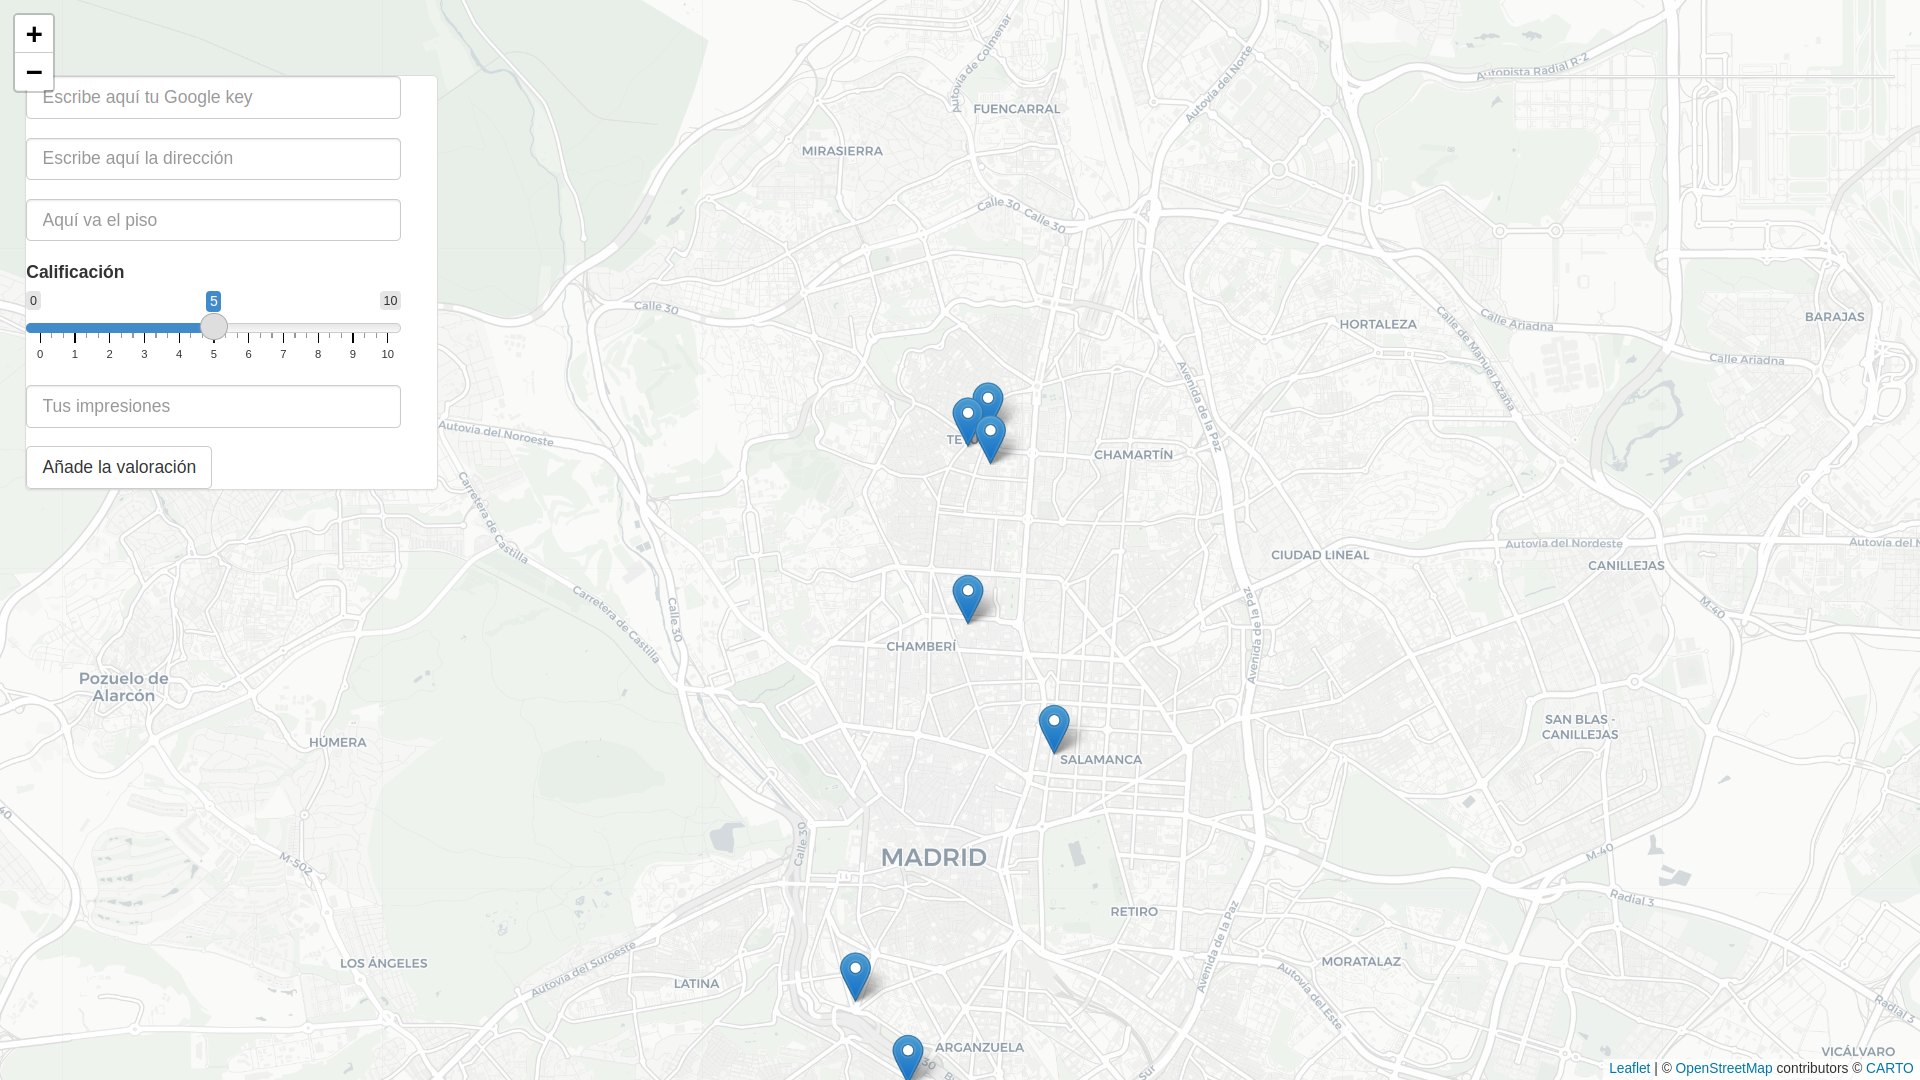 +
−
Escribe aquí tu Google key
Escribe aquí la dirección
Aquí va el piso
Calificación
0
5
10
0 1 2 3 4 5 6 7 8 9 10
Tus impresiones
Añade la valoración
Autovía de Colmenar
Autovía del Norte
Autopista Radial R-2
FUENCARRAL
MIRASIERRA
Calle 30
Calle 30
Calle 30
HORTALEZA
Calle de Manuel Azaña
Calle Ariadna
BARAJAS
Calle Ariadna
Avenida de la Paz
Autovía del Noroeste
CHAMARTÍN
Carretera de Castilla
CIUDAD LINEAL
Autovía del Nordeste
Autovía del N
CANILLEJAS
Carretera de Castilla
Calle 30
Avenida de la Paz
M-40
CHAMBERÍ
Pozuelo de
Alarcón
SAN BLAS -
CANILLEJAS
HÚMERA
SALAMANCA
Calle 30
MADRID
M-502
M-40
Radial 3
RETIRO
Avenida de la Paz
LOS ÁNGELES
Autovía del Suroeste
LATINA
MORATALAZ
Autovía del Este
Radial 3
ARGANZUELA
VICÁLVARO
Leaflet | © OpenStreetMap contributors © CARTO